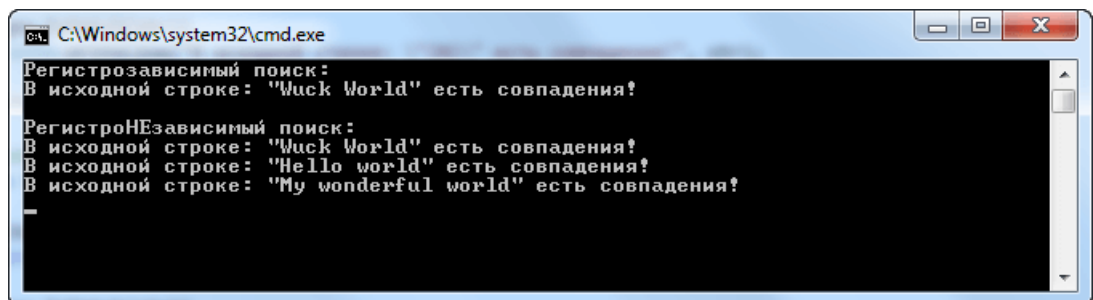 C:\Windows\system32\cmd.exe
Регистрозависимый поиск:
В исходной строке: "Wuck World" есть совпадения!
РегистроНЕзависимый поиск:
В исходной строке: "Wuck World" есть совпадения!
В исходной строке: "Hello world" есть совпадения!
В исходной строке: "My wonderful world" есть совпадения!